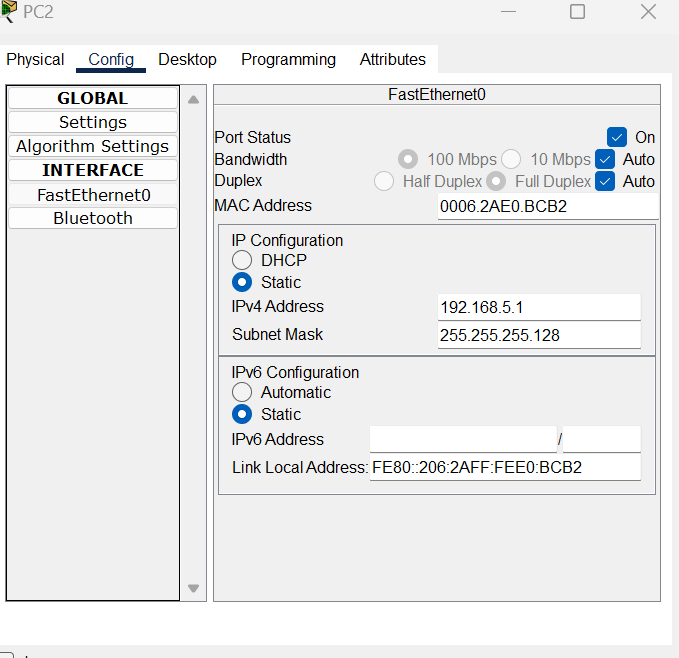 PC2
Physical Config Desktop Programming Attributes
GLOBAL
Settings
Algorithm Settings
INTERFACE
FastEthernet0
Bluetooth
FastEthernet0
Port Status On
Bandwidth 100 Mbps 10 Mbps Auto
Duplex Half Duplex Full Duplex Auto
MAC Address 0006.2AE0.BCB2
IP Configuration
DHCP
Static
IPv4 Address 192.168.5.1
Subnet Mask 255.255.255.128
IPv6 Configuration
Automatic
Static
IPv6 Address /
Link Local Address: FE80::206:2AFF:FEE0:BCB2